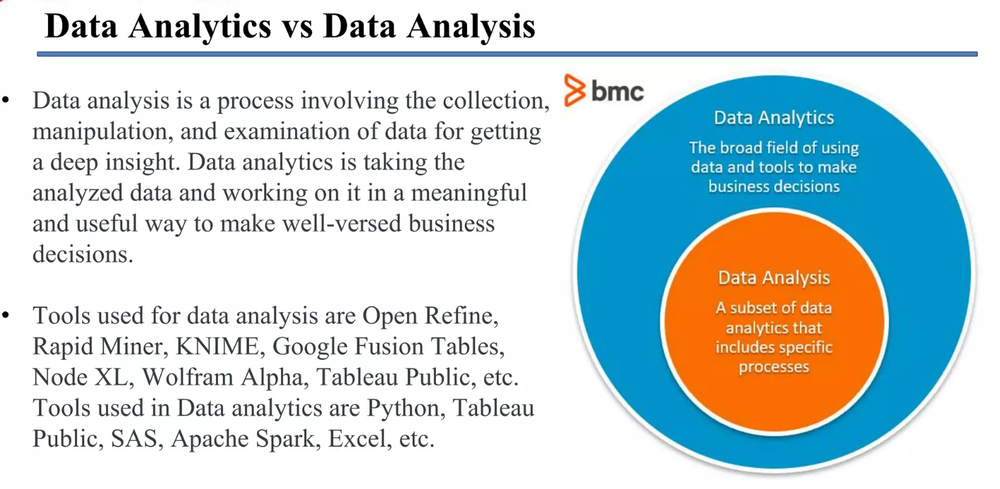 Data Analytics vs Data Analysis
• Data analysis is a process involving the collection,
manipulation, and examination of data for getting
a deep insight. Data analytics is taking the
analyzed data and working on it in a meaningful
and useful way to make well-versed business
decisions.
• Tools used for data analysis are Open Refine,
Rapid Miner, KNIME, Google Fusion Tables,
Node XL, Wolfram Alpha, Tableau Public, etc.
Tools used in Data analytics are Python, Tableau
Public, SAS, Apache Spark, Excel, etc.
bmc
Data Analytics
The broad field of using
data and tools to make
business decisions
Data Analysis
A subset of data
analytics that
includes specific
processes